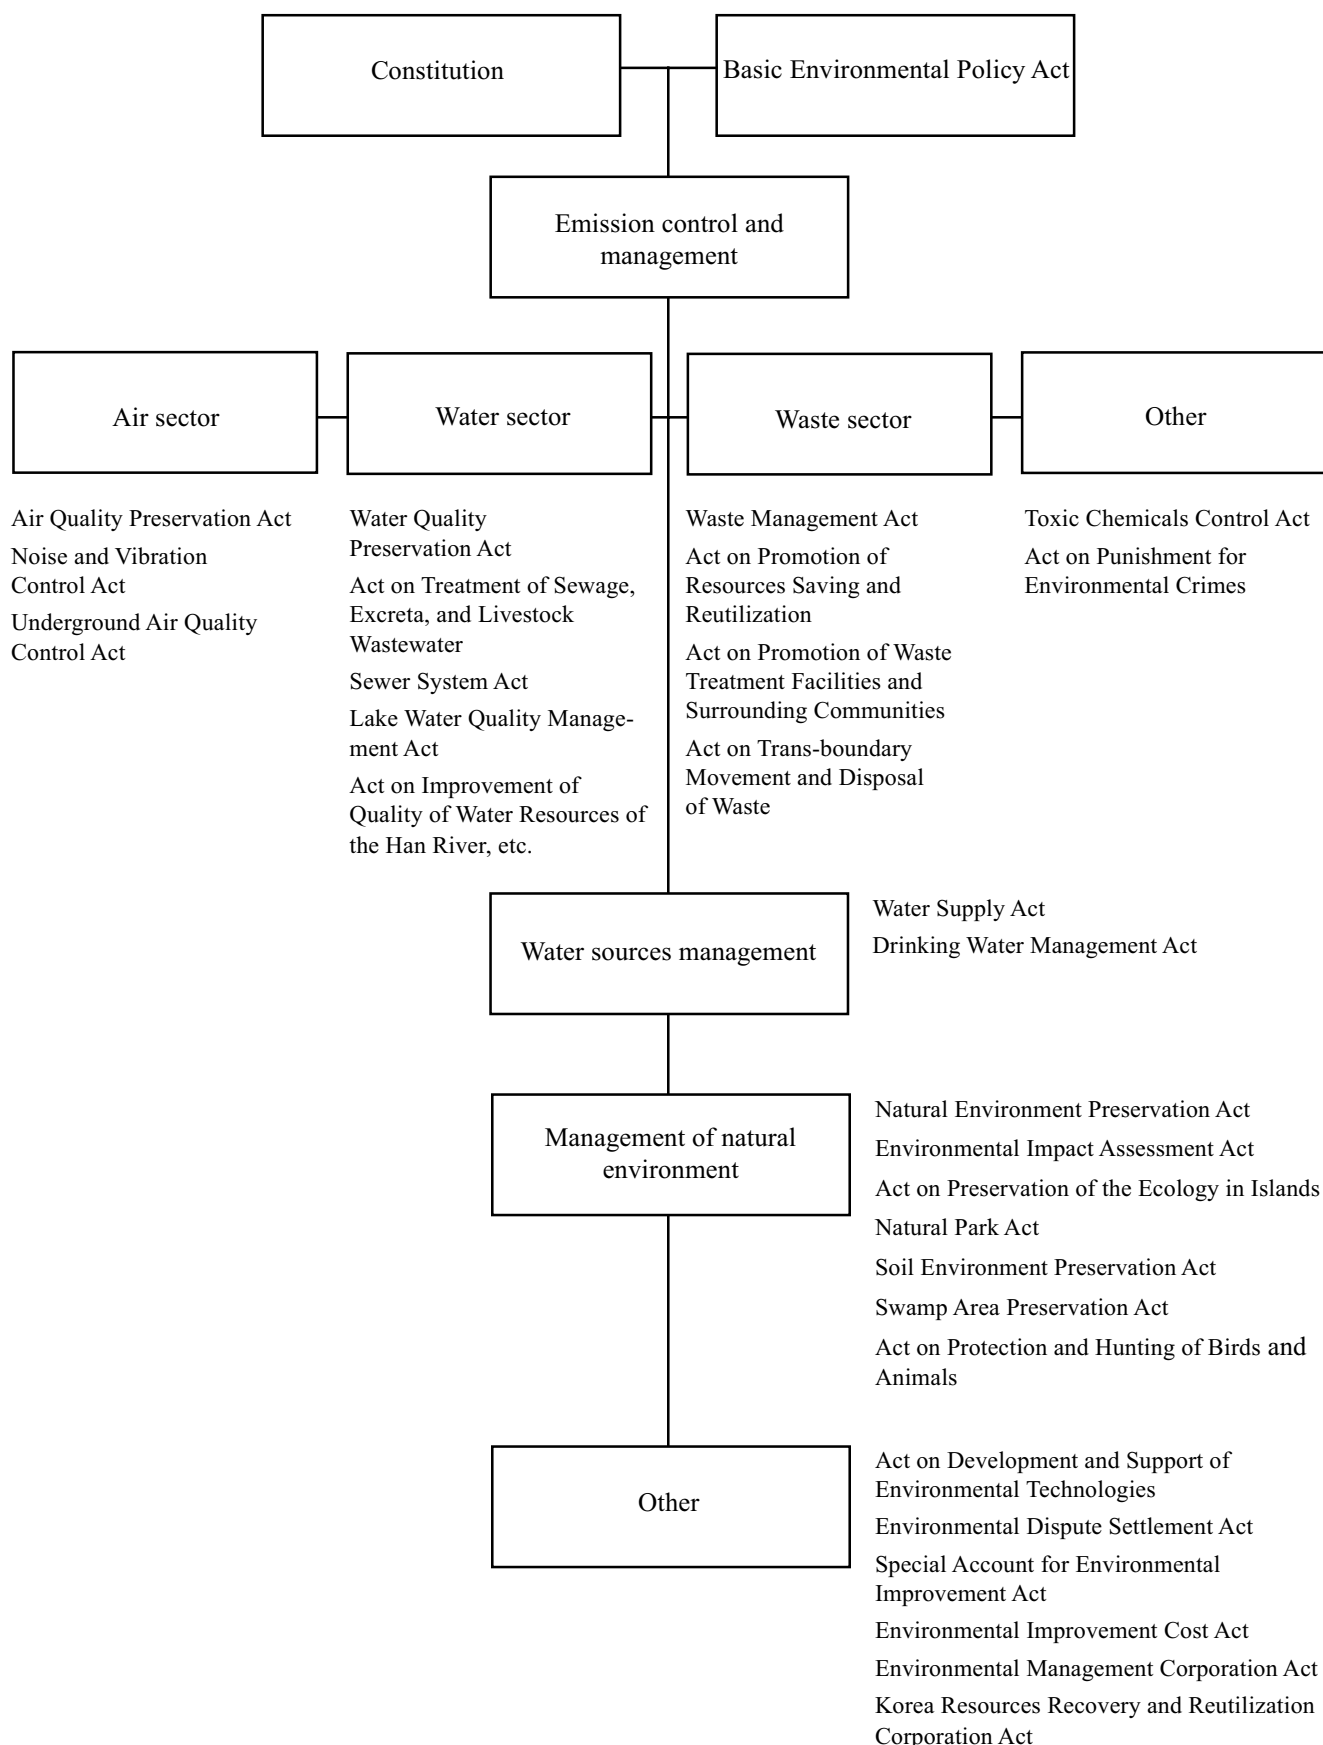 Constitution
Basic Environmental Policy Act
Emission control and
management
Air sector
Water sector
Waste sector
Other
Air Quality Preservation Act
Noise and Vibration
Control Act
Underground Air Quality
Control Act
Water Quality
Preservation Act
Act on Treatment of Sewage,
Excreta, and Livestock
Wastewater
Sewer System Act
Lake Water Quality Manage-
ment Act
Act on Improvement of
Quality of Water Resources of
the Han River, etc.
Waste Management Act
Act on Promotion of
Resources Saving and
Reutilization
Act on Promotion of Waste
Treatment Facilities and
Surrounding Communities
Act on Trans-boundary
Movement and Disposal
of Waste
Toxic Chemicals Control Act
Act on Punishment for
Environmental Crimes
Water sources management
Water Supply Act
Drinking Water Management Act
Management of natural
environment
Natural Environment Preservation Act
Environmental Impact Assessment Act
Act on Preservation of the Ecology in Islands
Natural Park Act
Soil Environment Preservation Act
Swamp Area Preservation Act
Act on Protection and Hunting of Birds and
Animals
Other
Act on Development and Support of
Environmental Technologies
Environmental Dispute Settlement Act
Special Account for Environmental
Improvement Act
Environmental Improvement Cost Act
Environmental Management Corporation Act
Korea Resources Recovery and Reutilization
Corporation Act